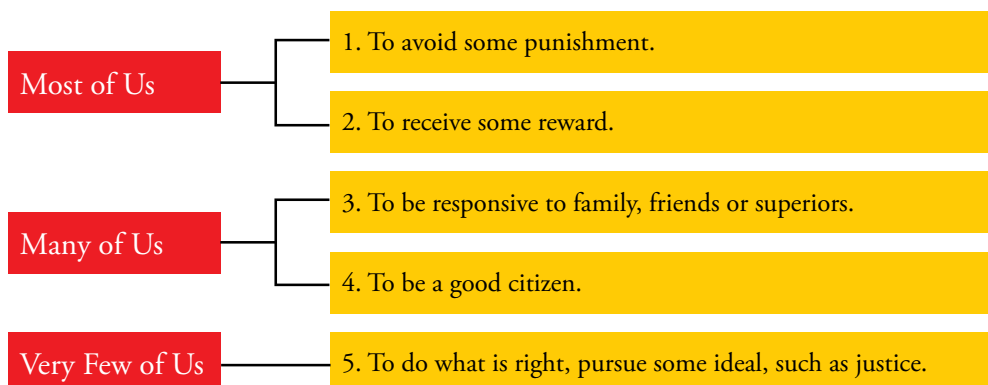 Most of Us
1. To avoid some punishment.
2. To receive some reward.
Many of Us
3. To be responsive to family, friends or superiors.
4. To be a good citizen.
Very Few of Us
5. To do what is right, pursue some ideal, such as justice.